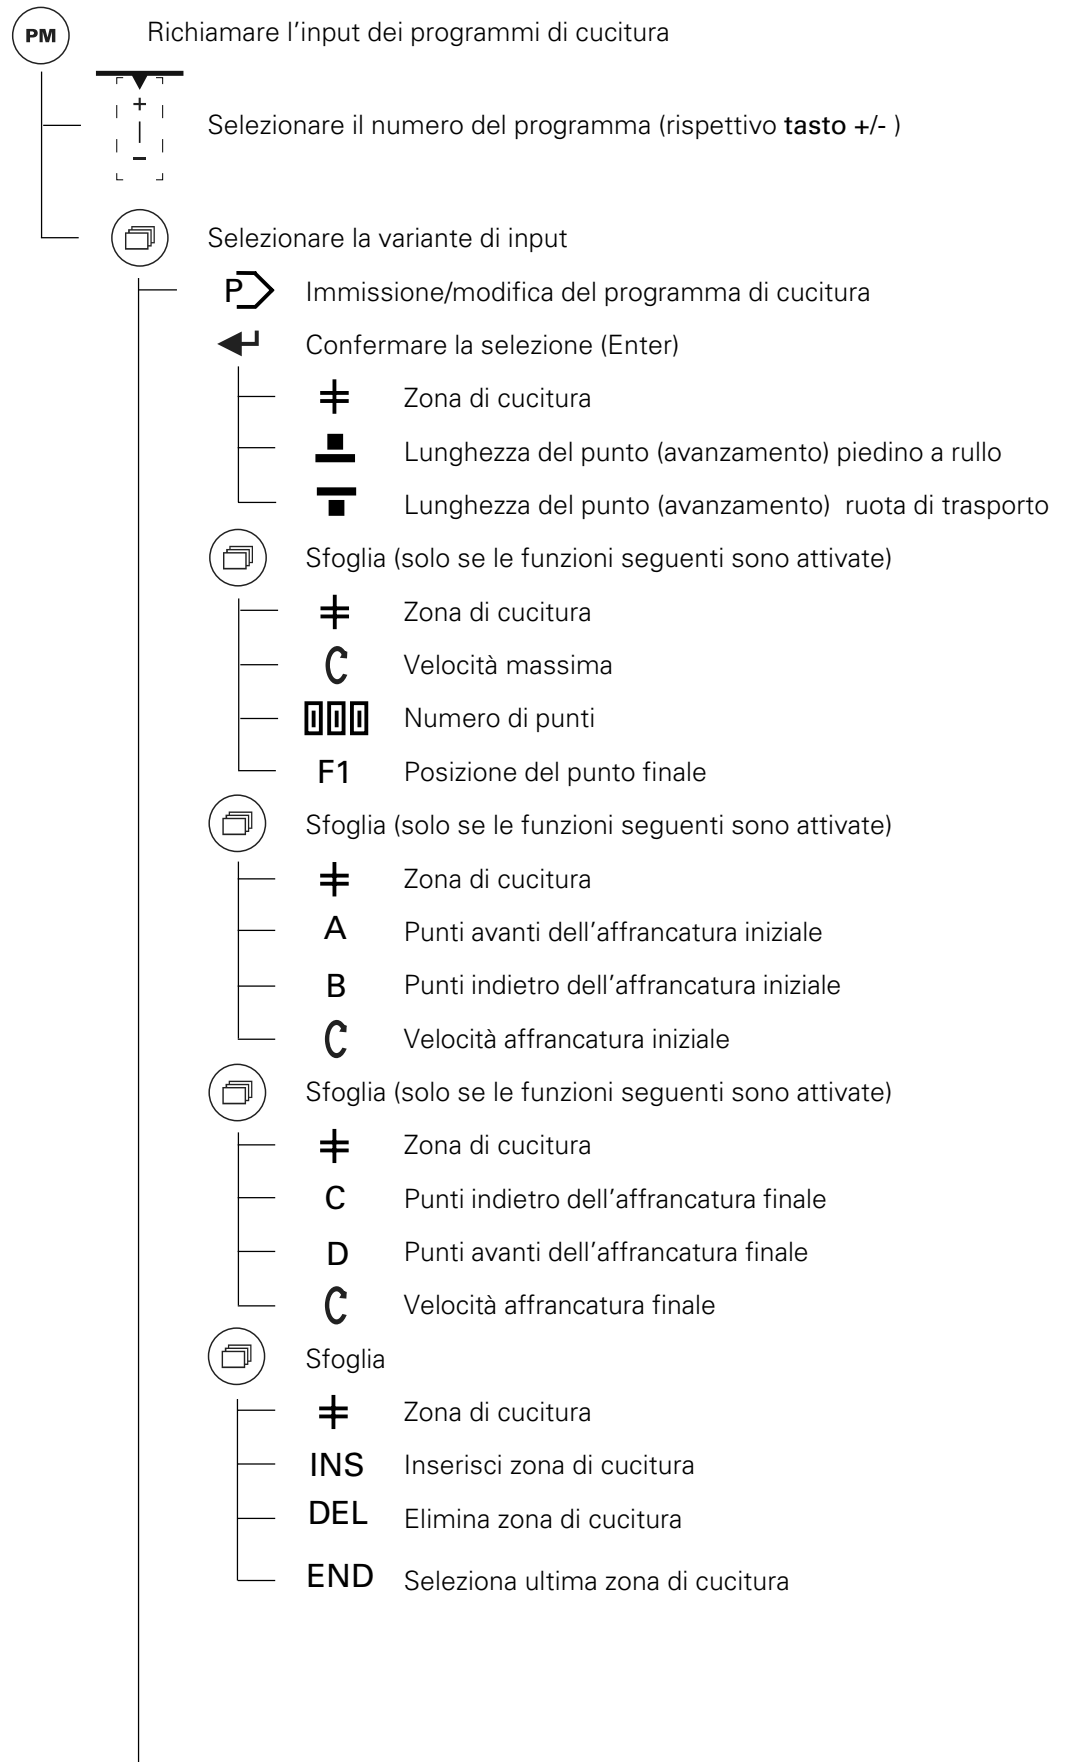 PM Richiamare l'input dei programmi di cucitura
Selezionare il numero del programma (rispettivo tasto +/- )
Selezionare la variante di input
P Immissione/modifica del programma di cucitura
Confermare la selezione (Enter)
Zona di cucitura
Lunghezza del punto (avanzamento) piedino a rullo
Lunghezza del punto (avanzamento) ruota di trasporto
Sfoglia (solo se le funzioni seguenti sono attivate)
Zona di cucitura
Velocità massima
Numero di punti
F1 Posizione del punto finale
Sfoglia (solo se le funzioni seguenti sono attivate)
Zona di cucitura
A Punti avanti dell'affrancatura iniziale
B Punti indietro dell'affrancatura iniziale
Velocità affrancatura iniziale
Sfoglia (solo se le funzioni seguenti sono attivate)
Zona di cucitura
C Punti indietro dell'affrancatura finale
D Punti avanti dell'affrancatura finale
Velocità affrancatura finale
Sfoglia
Zona di cucitura
INS Inserisci zona di cucitura
DEL Elimina zona di cucitura
END Seleziona ultima zona di cucitura